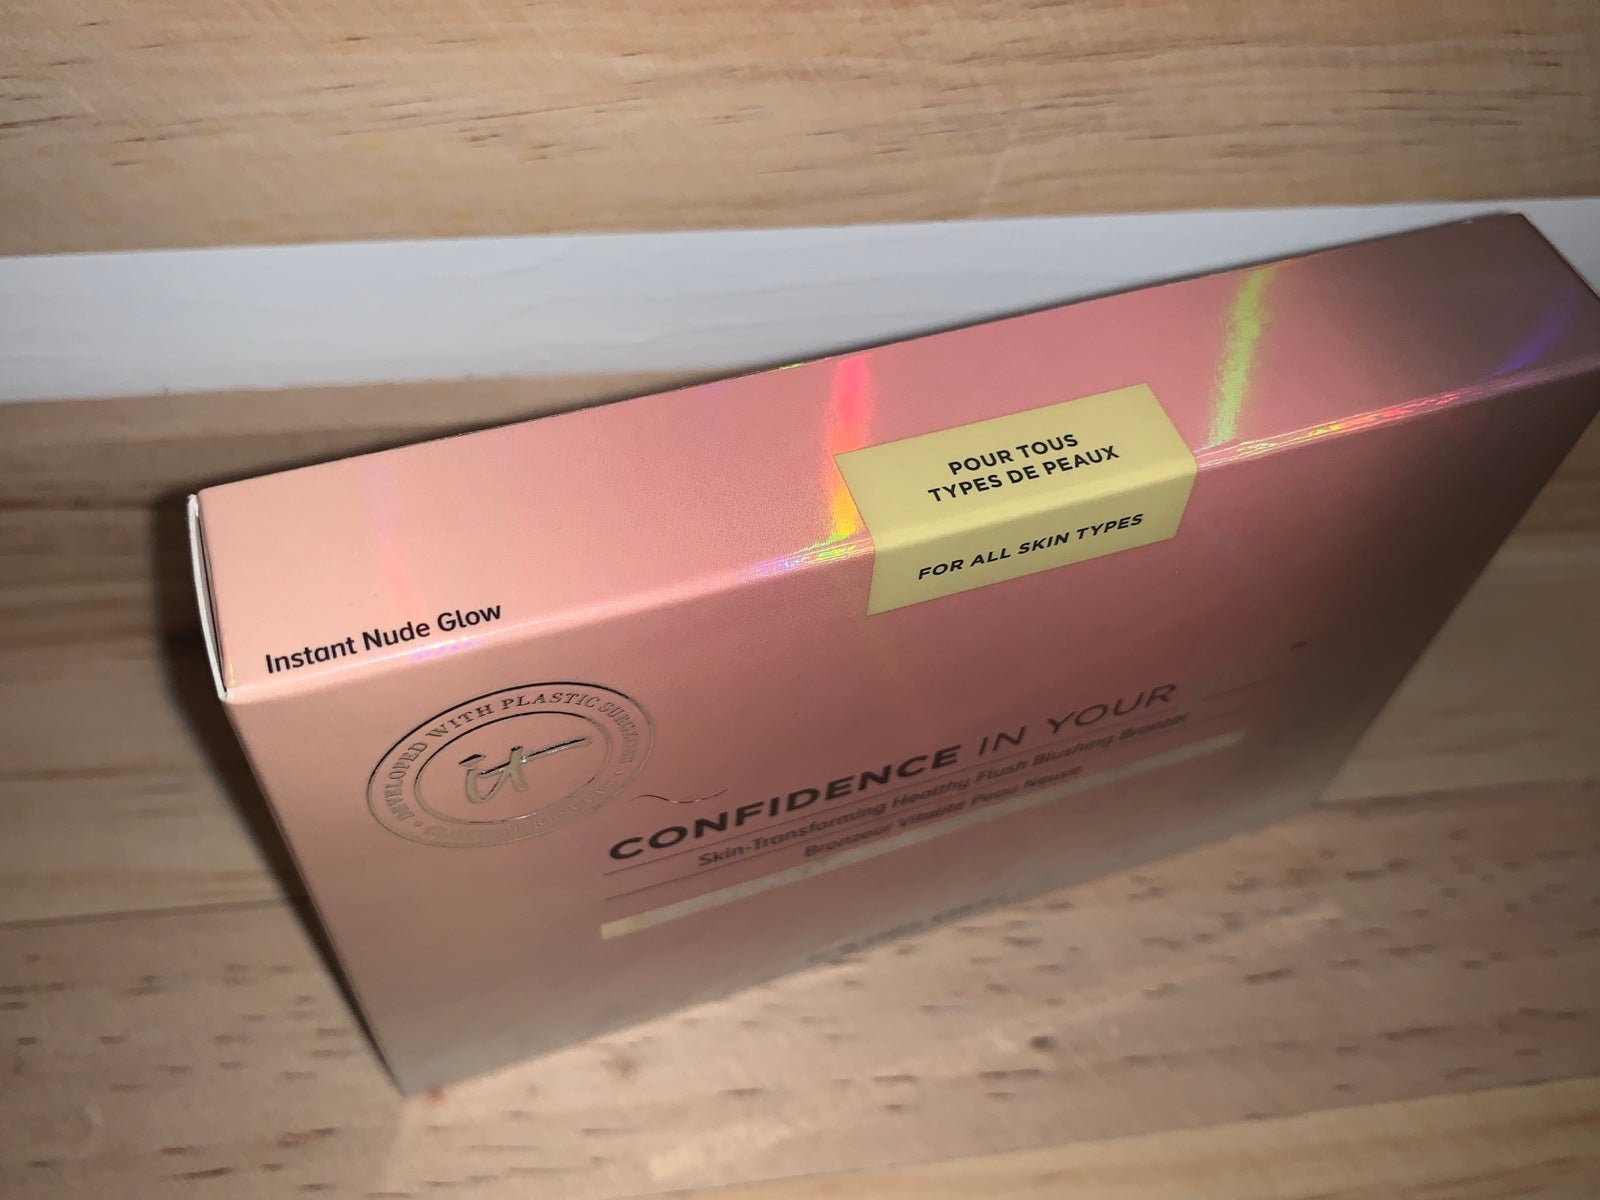 POUR TOUS
TYPES DE PEAUX
FOR ALL SKIN TYPES
Instant Nude Glow
DEVELOPED WITH PLASTIC SURGEONS
it
CONFIDENCE IN YOUR
Skin-Transforming Healthy Flush Blushing Bronzer
Bronzeur Vitalité Peau Neuve